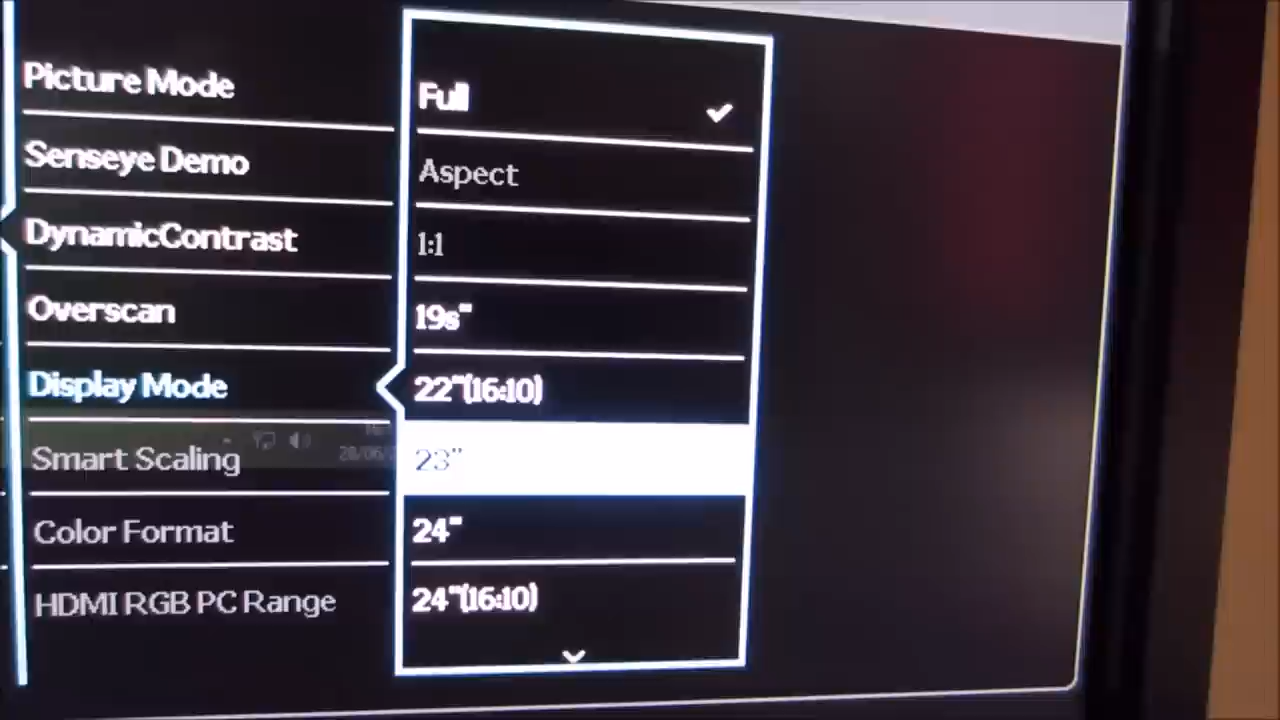 Picture Mode
Senseye Demo
DynamicContrast
Overscan
Display Mode
Smart Scaling
Color Format
HDMI RGB PC Range
Full
Aspect
1:1
19s"
22"(16:10)
23"
24"
24"(16:10)